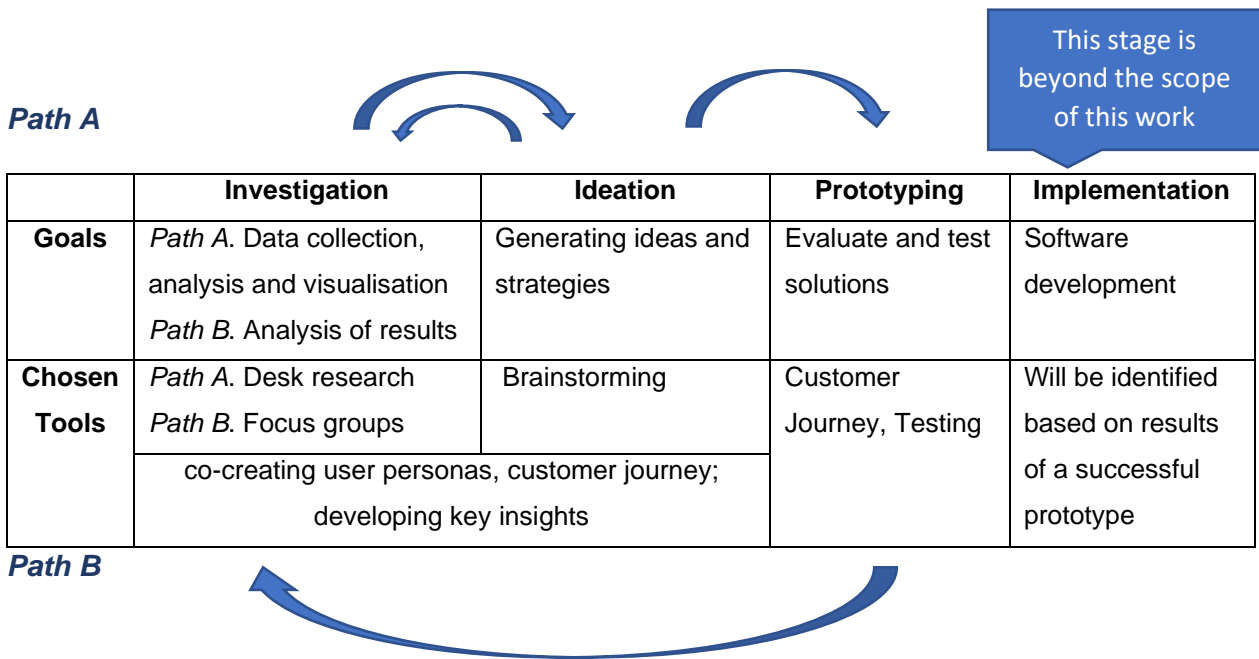 This stage is
beyond the scope
of this work
Path A
Investigation Ideation Prototyping Implementation
Goals Path A. Data collection, Generating ideas and Evaluate and test Software
analysis and visualisation strategies solutions development
Path B. Analysis of results
Chosen Path A. Desk research Brainstorming Customer Will be identified
Tools Path B. Focus groups Journey, Testing based on results
co-creating user personas, customer journey; of a successful
developing key insights prototype
Path B